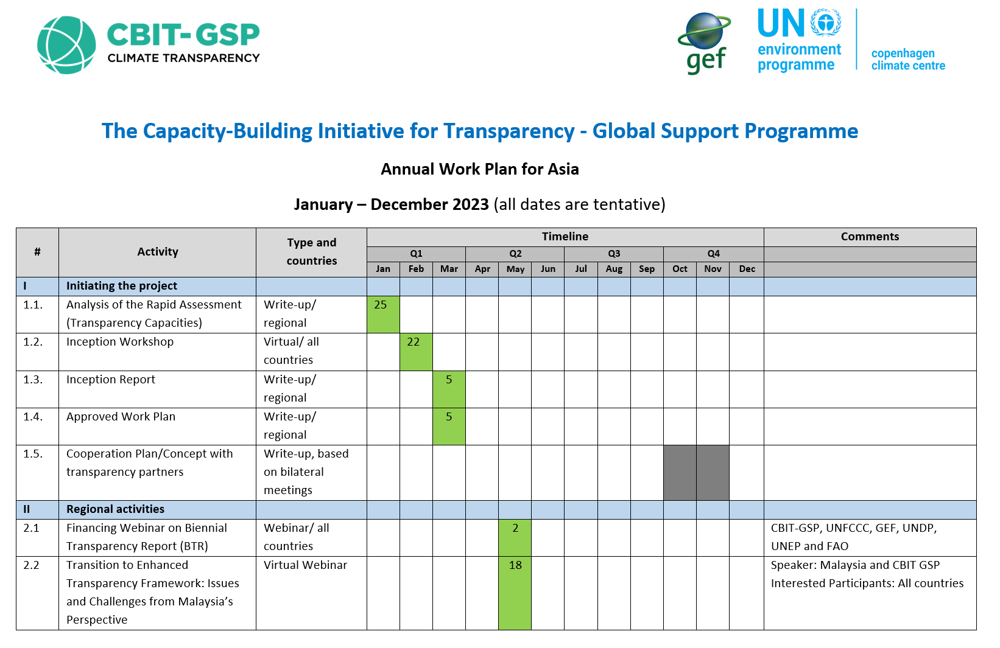 CBIT-GSP
CLIMATE TRANSPARENCY
gef
UN
environment
programme
copenhagen
climate centre
The Capacity-Building Initiative for Transparency - Global Support Programme
Annual Work Plan for Asia
January – December 2023 (all dates are tentative)
# Activity Type and countries Timeline Comments
Q1 Q2 Q3 Q4
Jan Feb Mar Apr May Jun Jul Aug Sep Oct Nov Dec
I Initiating the project
1.1. Analysis of the Rapid Assessment Write-up/ 25
(Transparency Capacities) regional
1.2. Inception Workshop Virtual/ all 22
countries
1.3. Inception Report Write-up/ 5
regional
1.4. Approved Work Plan Write-up/ 5
regional
1.5. Cooperation Plan/Concept with Write-up, based
transparency partners on bilateral
meetings
II Regional activities
2.1 Financing Webinar on Biennial Webinar/ all 2 CBIT-GSP, UNFCCC, GEF, UNDP,
Transparency Report (BTR) countries UNEP and FAO
2.2 Transition to Enhanced Virtual Webinar 18 Speaker: Malaysia and CBIT GSP
Transparency Framework: Issues Interested Participants: All countries
and Challenges from Malaysia’s
Perspective